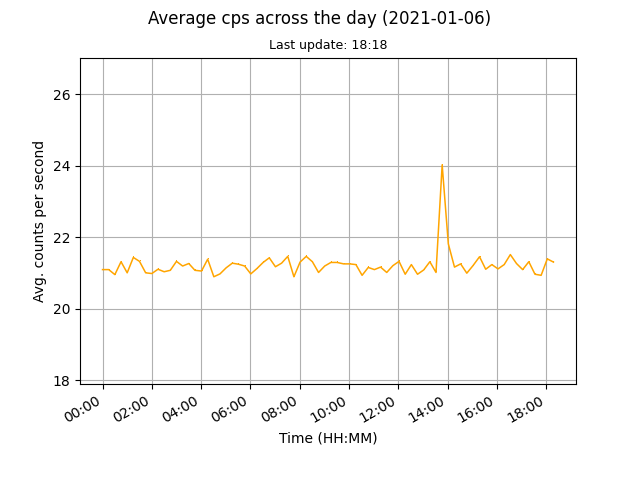 Average cps across the day (2021-01-06)
Last update: 18:18
26
24
22
20
18
Avg. counts per second
00:00 02:00 04:00 06:00 08:00 10:00 12:00 14:00 16:00 18:00
Time (HH:MM)